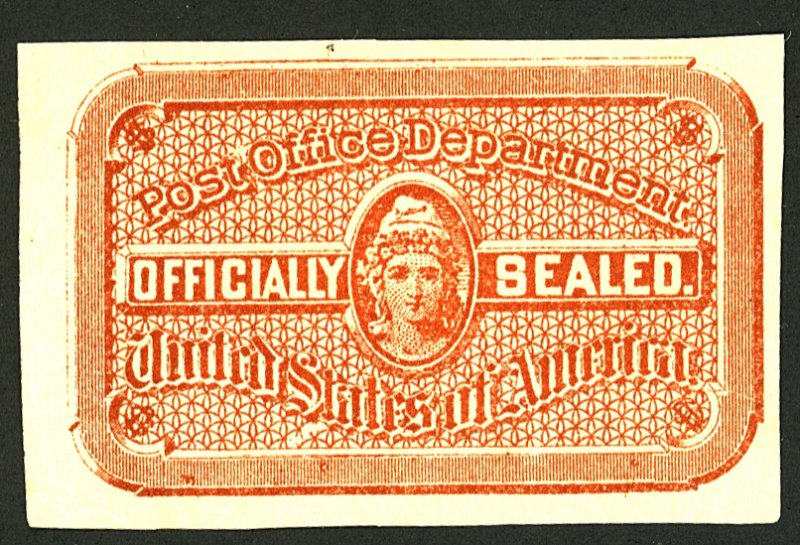 Post Office Department
OFFICIALLY SEALED.
United States of America.